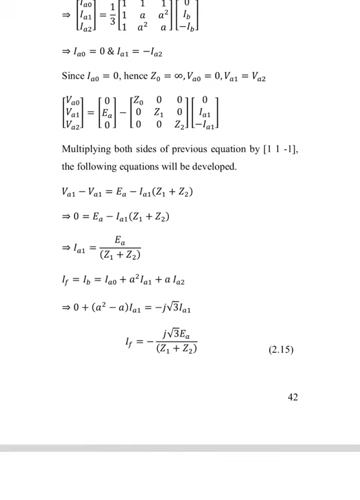 ⇒ [I_a0 I_a1 I_a2] = 1/3 [1 1 1; 1 a a²; 1 a² a] [0; I_b; −I_b]
⇒ I_a0 = 0 & I_a1 = −I_a2
Since I_a0 = 0, hence Z_0 = ∞, V_a0 = 0, V_a1 = V_a2
[V_a0; V_a1; V_a2] = [0; E_a; 0] − [Z_0 0 0; 0 Z_1 0; 0 0 Z_2] [0; I_a1; −I_a1]
Multiplying both sides of previous equation by [1 1 -1],
the following equations will be developed.
V_a1 − V_a1 = E_a − I_a1(Z_1 + Z_2)
⇒ 0 = E_a − I_a1(Z_1 + Z_2)
⇒ I_a1 = E_a / (Z_1 + Z_2)
I_f = I_b = I_a0 + a²I_a1 + a I_a2
⇒ 0 + (a² − a)I_a1 = −j√3I_a1
I_f = − j√3E_a / (Z_1 + Z_2) (2.15)
42